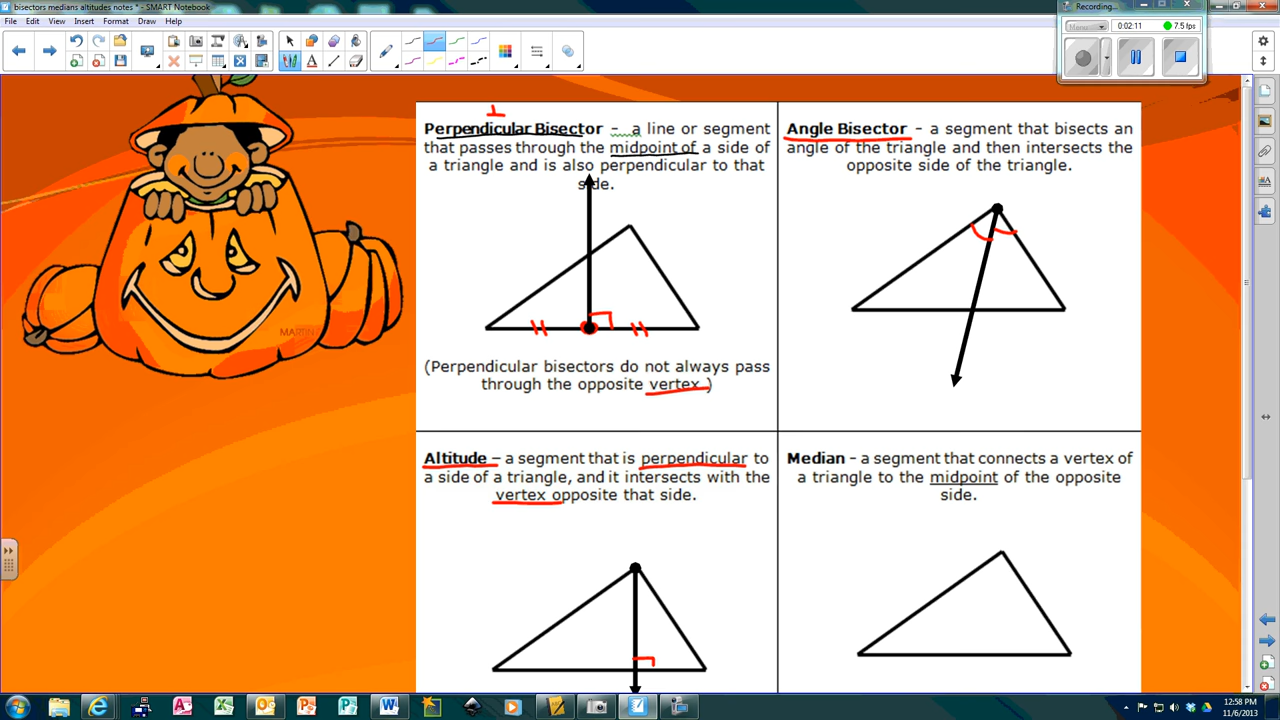 bisectors medians altitudes notes * - SMART Notebook
File Edit View Insert Format Draw Help
Recording...
Menu
0:02:11
7.5 fps
⊥
Perpendicular Bisector - a line or segment
that passes through the midpoint of a side of
a triangle and is also perpendicular to that
side.
(Perpendicular bisectors do not always pass
through the opposite vertex.)
Angle Bisector - a segment that bisects an
angle of the triangle and then intersects the
opposite side of the triangle.
Altitude – a segment that is perpendicular to
a side of a triangle, and it intersects with the
vertex opposite that side.
Median - a segment that connects a vertex of
a triangle to the midpoint of the opposite
side.
MARTIN
12:58 PM
11/6/2013